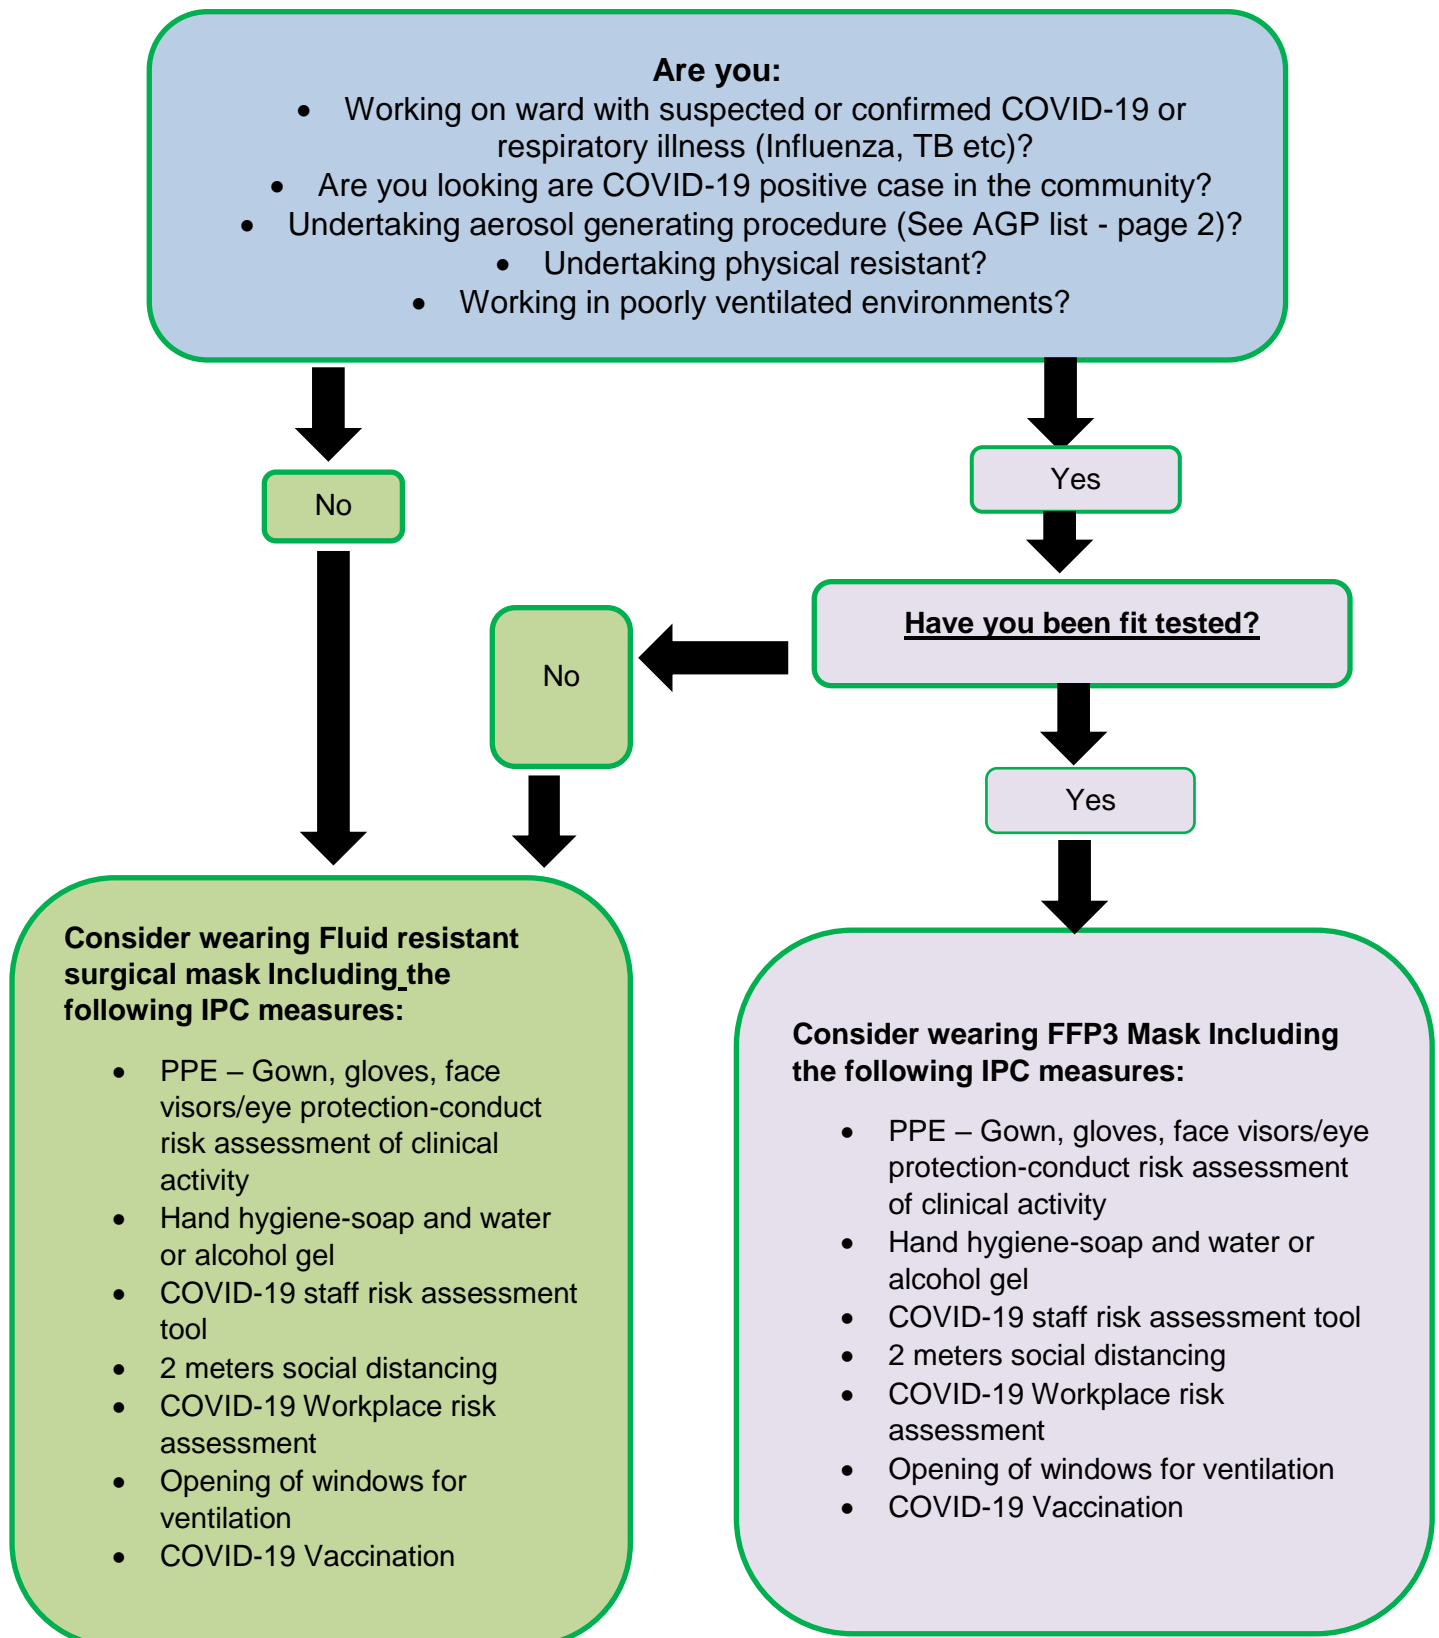 Are you:
• Working on ward with suspected or confirmed COVID-19 or
respiratory illness (Influenza, TB etc)?
• Are you looking are COVID-19 positive case in the community?
• Undertaking aerosol generating procedure (See AGP list - page 2)?
• Undertaking physical resistant?
• Working in poorly ventilated environments?
No
Yes
Have you been fit tested?
No
Yes
Consider wearing Fluid resistant
surgical mask Including the
following IPC measures:
• PPE – Gown, gloves, face
visors/eye protection-conduct
risk assessment of clinical
activity
• Hand hygiene-soap and water
or alcohol gel
• COVID-19 staff risk assessment
tool
• 2 meters social distancing
• COVID-19 Workplace risk
assessment
• Opening of windows for
ventilation
• COVID-19 Vaccination
Consider wearing FFP3 Mask Including
the following IPC measures:
• PPE – Gown, gloves, face visors/eye
protection-conduct risk assessment
of clinical activity
• Hand hygiene-soap and water or
alcohol gel
• COVID-19 staff risk assessment tool
• 2 meters social distancing
• COVID-19 Workplace risk
assessment
• Opening of windows for ventilation
• COVID-19 Vaccination